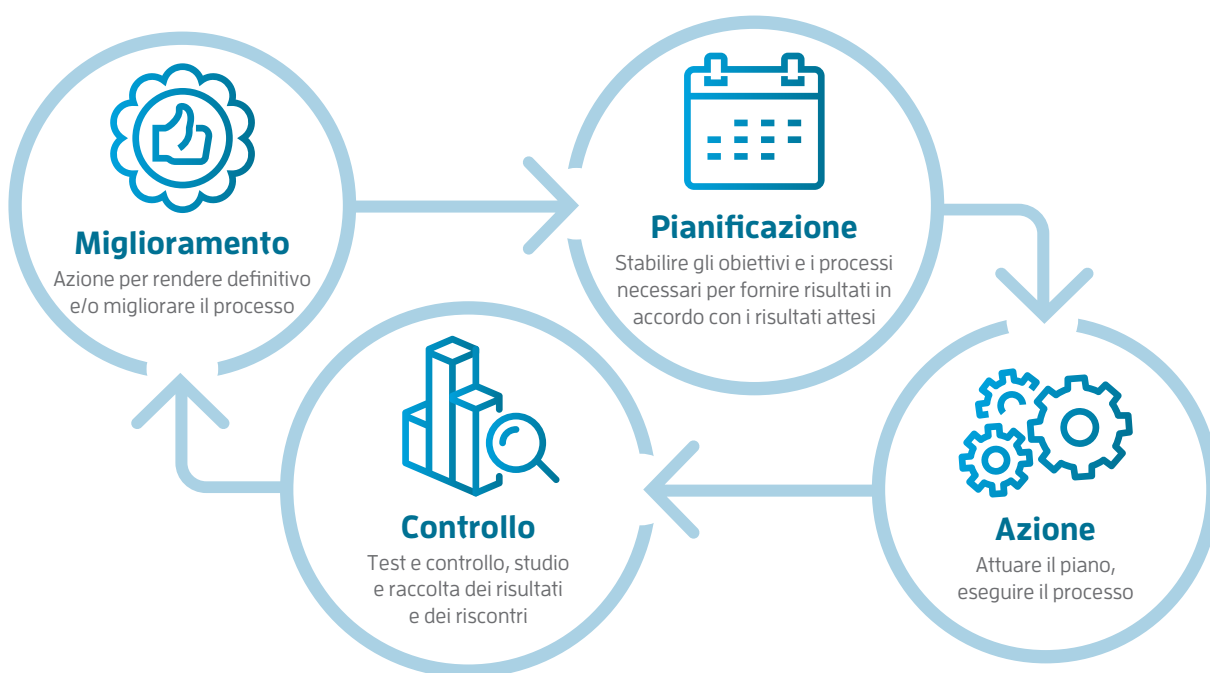 Miglioramento
Azione per rendere definitivo
e/o migliorare il processo
Pianificazione
Stabilire gli obiettivi e i processi
necessari per fornire risultati in
accordo con i risultati attesi
Controllo
Test e controllo, studio
e raccolta dei risultati
e dei riscontri
Azione
Attuare il piano,
eseguire il processo